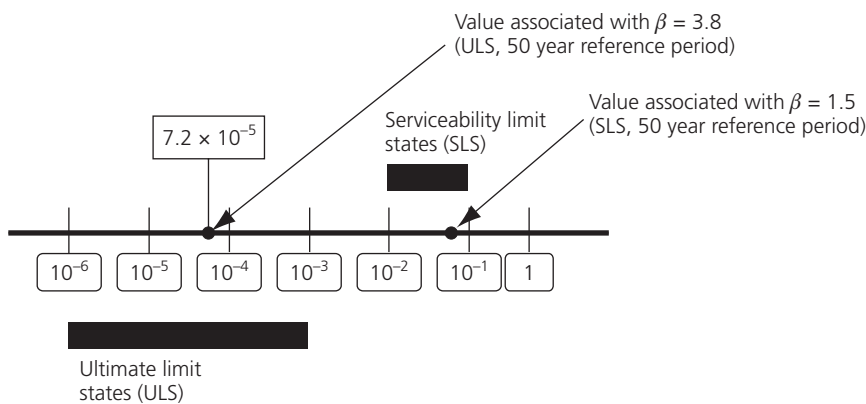 Value associated with β = 3.8
(ULS, 50 year reference period)
Value associated with β = 1.5
(SLS, 50 year reference period)
Serviceability limit
states (SLS)
7.2 × 10⁻⁵
10⁻⁶
10⁻⁵
10⁻⁴
10⁻³
10⁻²
10⁻¹
1
Ultimate limit
states (ULS)